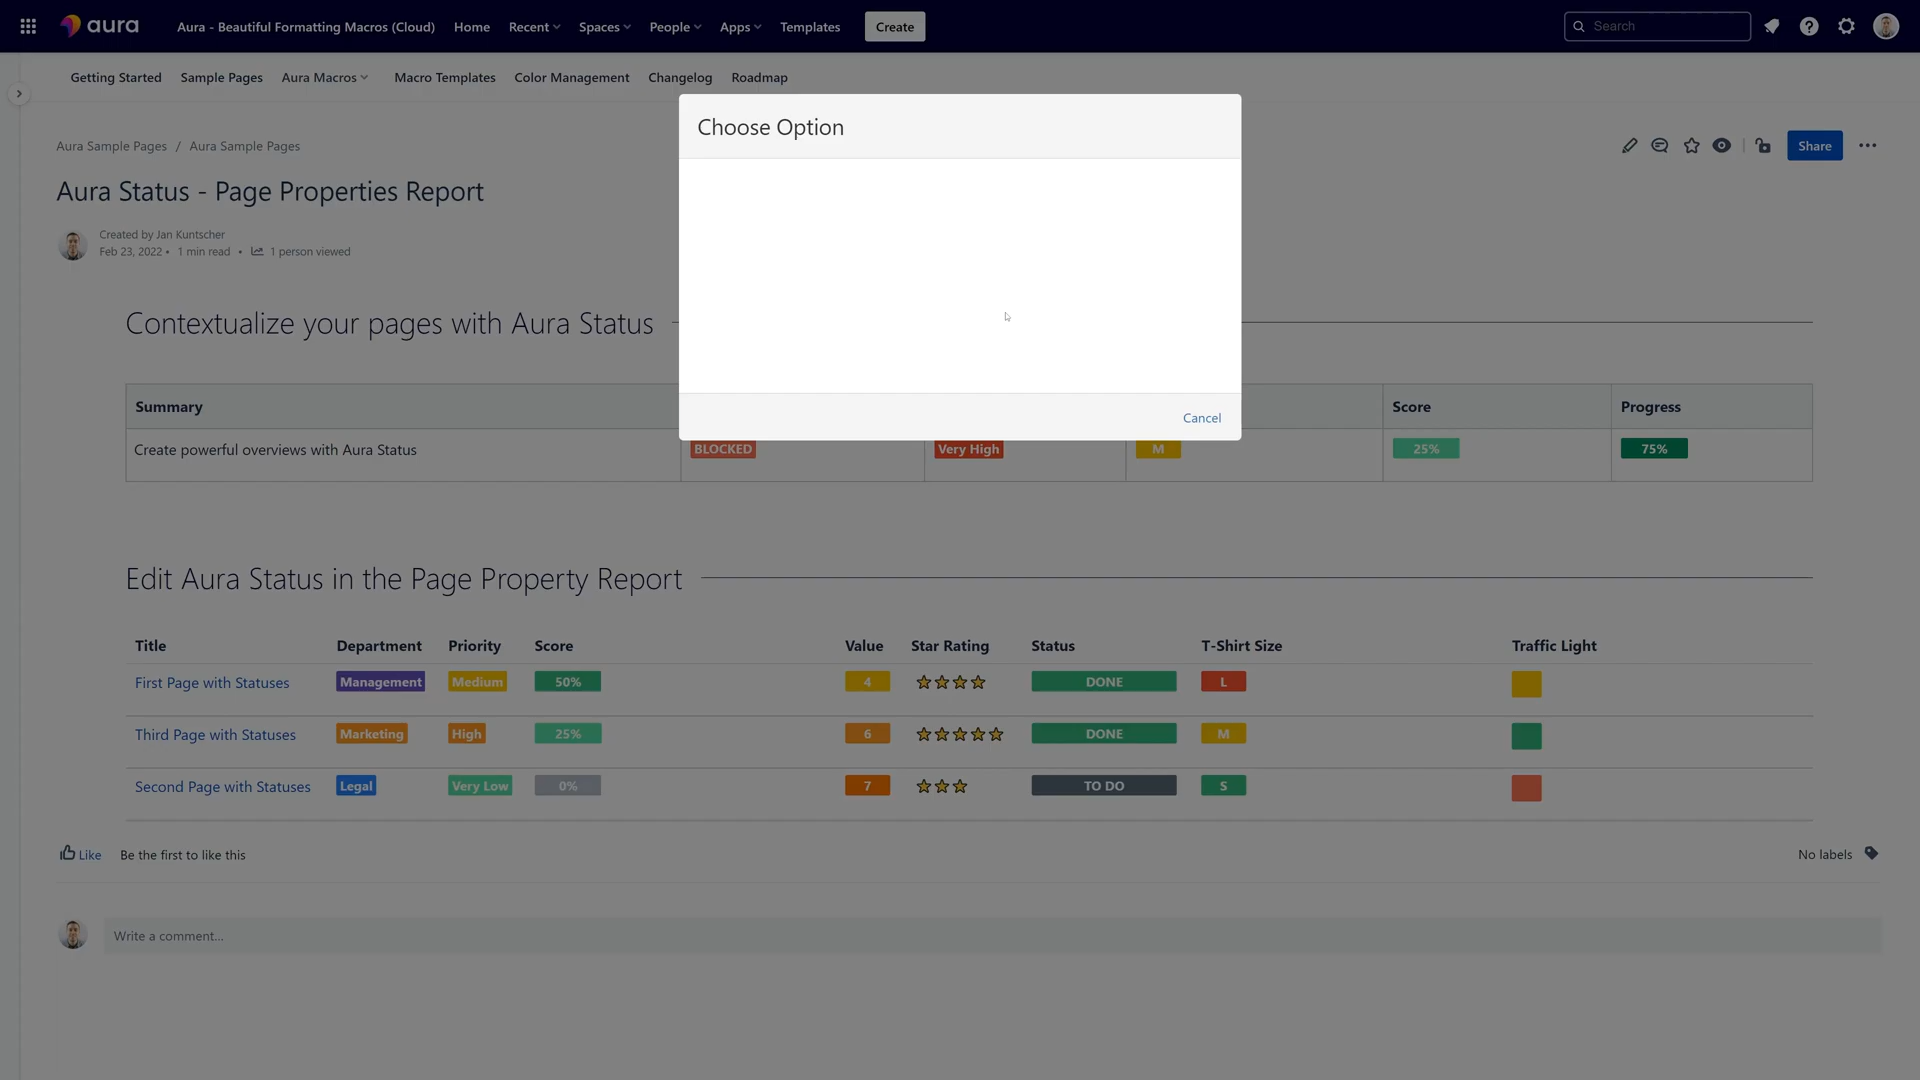 aura
Aura - Beautiful Formatting Macros (Cloud) Home Recent Spaces People Apps Templates Create Search
Getting Started Sample Pages Aura Macros Macro Templates Color Management Changelog Roadmap
Choose Option
Cancel
Aura Sample Pages / Aura Sample Pages
Share
Aura Status - Page Properties Report
Created by Jan Kuntscher
Feb 23, 2022 • 1 min read • 1 person viewed
Contextualize your pages with Aura Status
Summary Score Progress
Create powerful overviews with Aura Status BLOCKED Very High M 25% 75%
Edit Aura Status in the Page Property Report
Title Department Priority Score Value Star Rating Status T-Shirt Size Traffic Light
First Page with Statuses Management Medium 50% 4 DONE L
Third Page with Statuses Marketing High 25% 6 DONE M
Second Page with Statuses Legal Very Low 0% 7 TO DO S
Like Be the first to like this No labels
Write a comment...